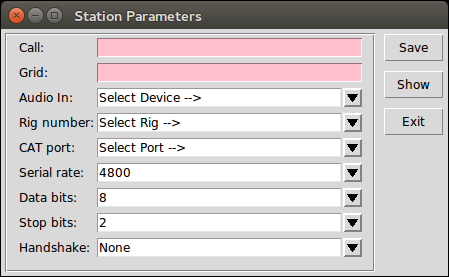 Station Parameters
Call:
Save
Grid:
Show
Audio In: Select Device -->
Rig number: Select Rig -->
Exit
CAT port: Select Port -->
Serial rate: 4800
Data bits: 8
Stop bits: 2
Handshake: None